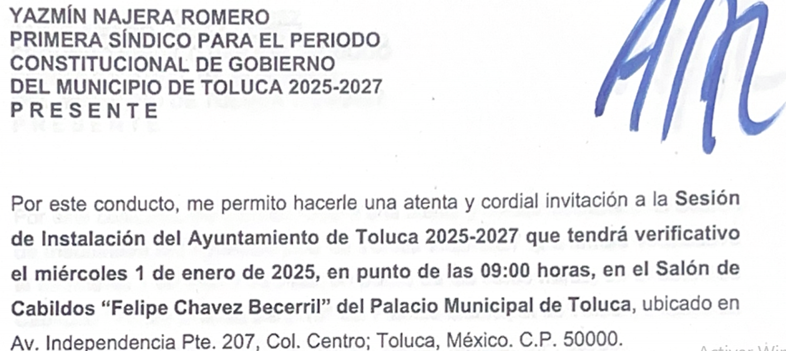 YAZMÍN NAJERA ROMERO
PRIMERA SÍNDICO PARA EL PERIODO
CONSTITUCIONAL DE GOBIERNO
DEL MUNICIPIO DE TOLUCA 2025-2027
P R E S E N T E
Por este conducto, me permito hacerle una atenta y cordial invitación a la Sesión
de Instalación del Ayuntamiento de Toluca 2025-2027 que tendrá verificativo
el miércoles 1 de enero de 2025, en punto de las 09:00 horas, en el Salón de
Cabildos “Felipe Chavez Becerril” del Palacio Municipal de Toluca, ubicado en
Av. Independencia Pte. 207, Col. Centro; Toluca, México. C.P. 50000.